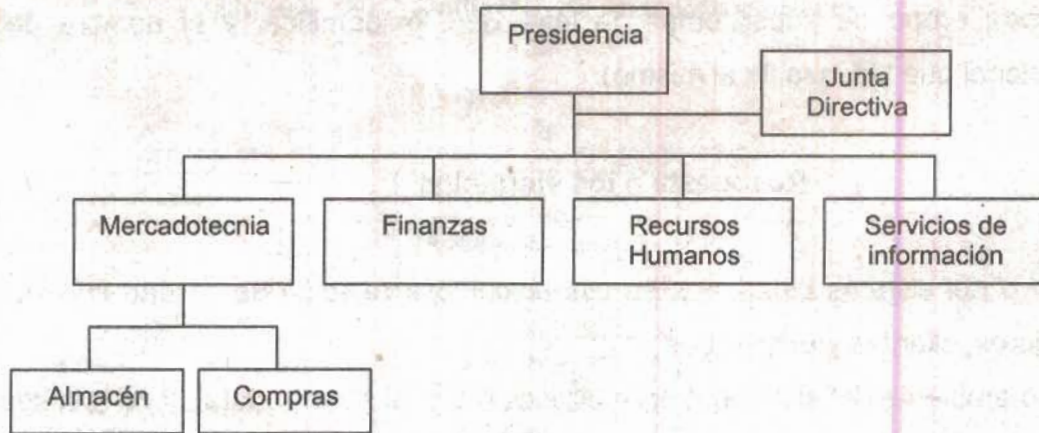 Presidencia
Junta
Directiva
Mercadotecnia
Finanzas
Recursos
Humanos
Servicios de
información
Almacén
Compras